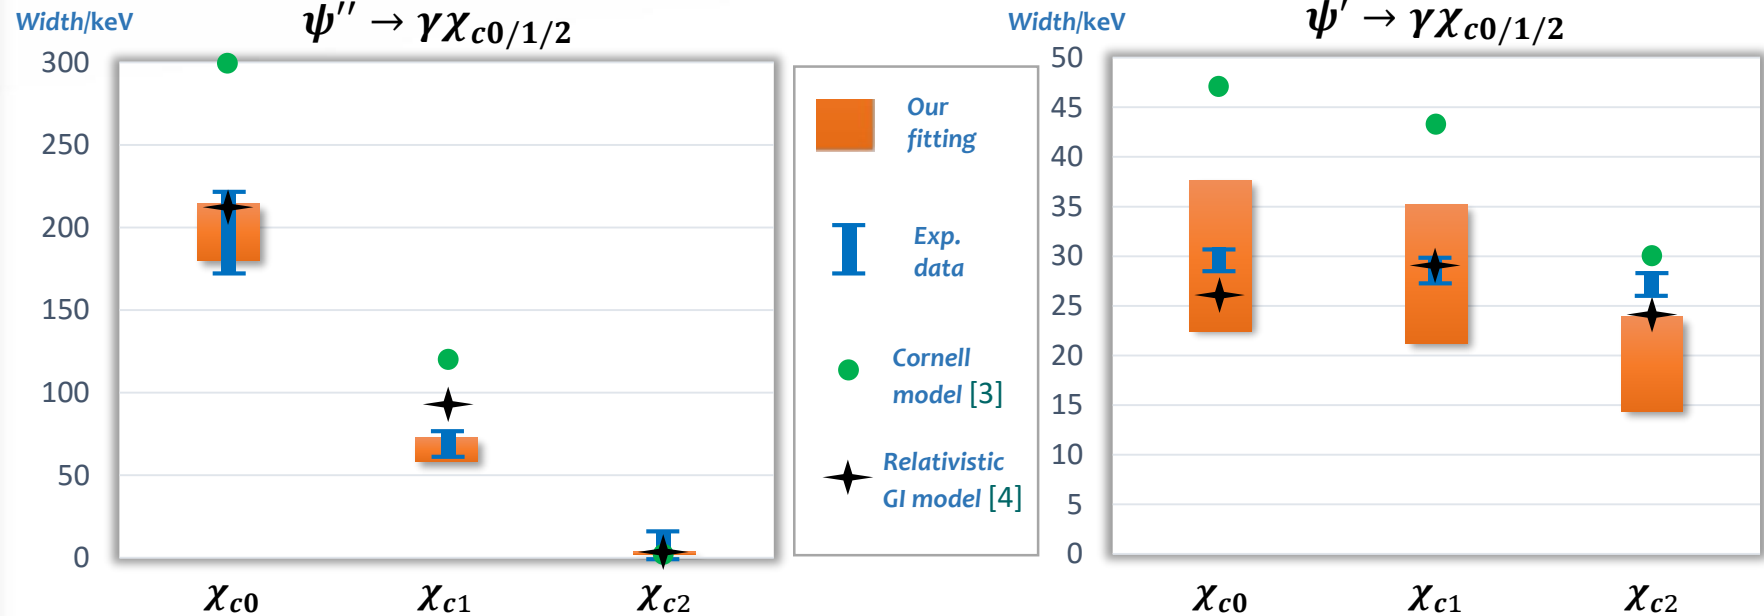 Width/keV
ψ′′ → γχc0/1/2
300
250
200
150
100
50
0
χc0
χc1
χc2
Our
fitting
Exp.
data
Cornell
model [3]
Relativistic
GI model [4]
Width/keV
ψ′ → γχc0/1/2
50
45
40
35
30
25
20
15
10
5
0
χc0
χc1
χc2